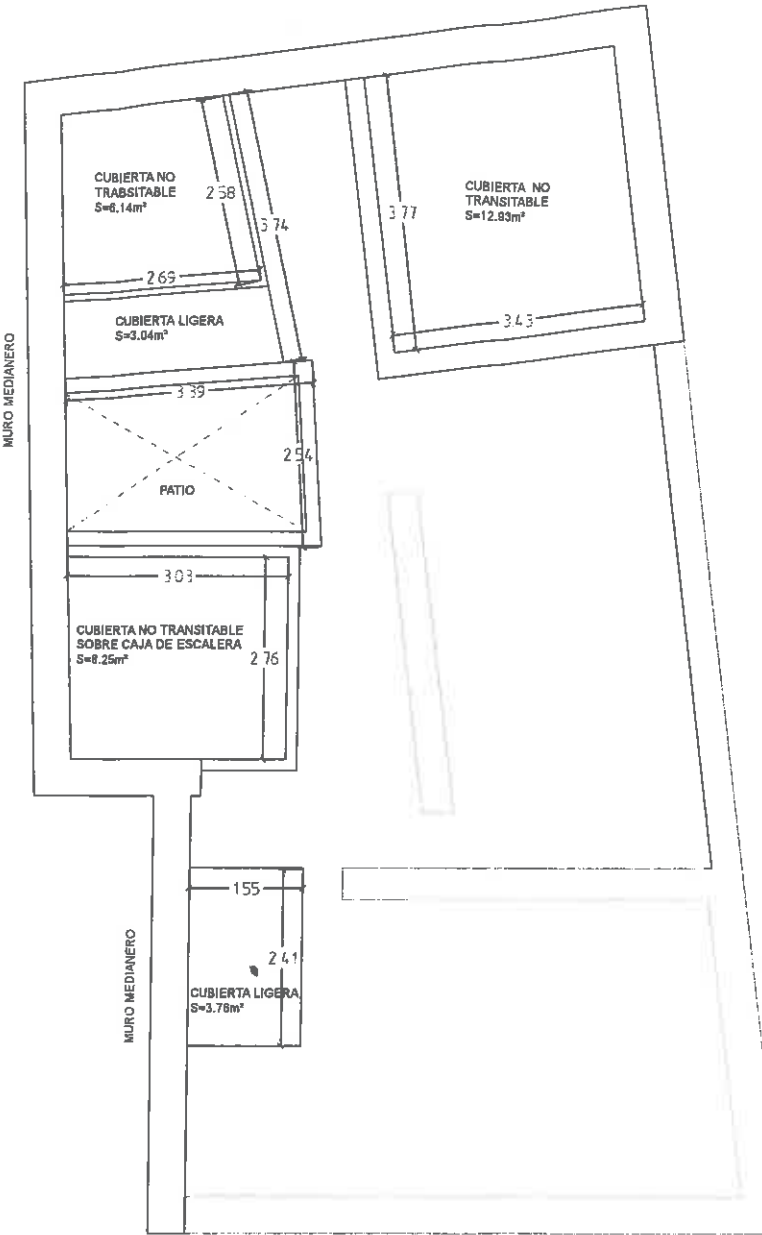 CUBIERTA NO
TRABSITABLE
S=6.14m²
2 58
3 74
2 69
CUBIERTA NO
TRANSITABLE
S=12.93m²
3 77
3.43
CUBIERTA LIGERA
S=3.04m²
MURO MEDIANERO
3 39
2 54
PATIO
3 03
CUBIERTA NO TRANSITABLE
SOBRE CAJA DE ESCALERA
S=8.25m²
2 76
1 55
2 41
CUBIERTA LIGERA
S=3.76m²
MURO MEDIANERO